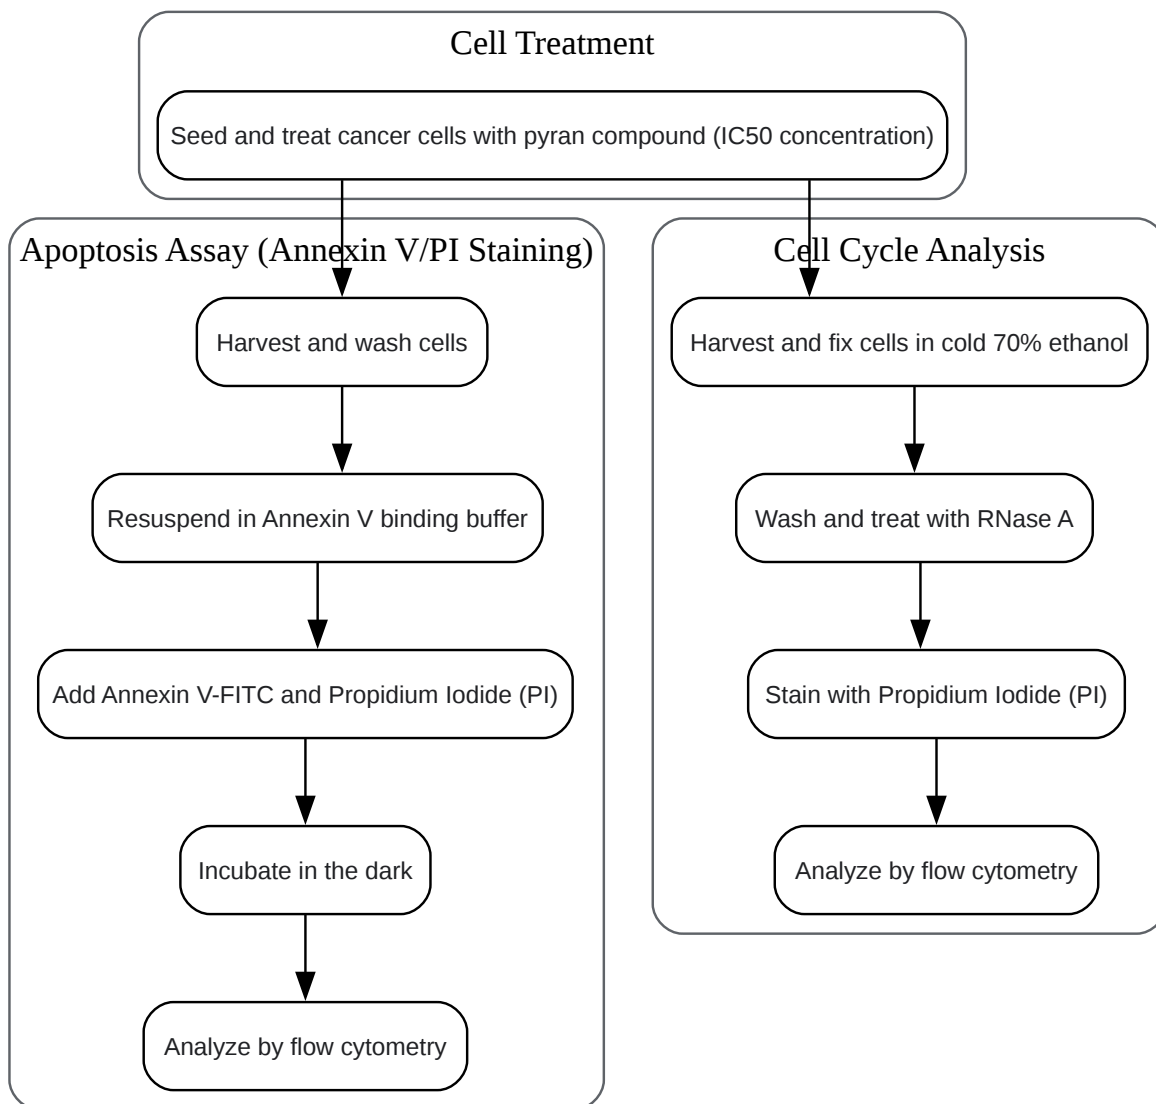 Cell Treatment
Seed and treat cancer cells with pyran compound (IC50 concentration)
Apoptosis Assay (Annexin V/PI Staining)
Harvest and wash cells
Resuspend in Annexin V binding buffer
Add Annexin V-FITC and Propidium Iodide (PI)
Incubate in the dark
Analyze by flow cytometry
Cell Cycle Analysis
Harvest and fix cells in cold 70% ethanol
Wash and treat with RNase A
Stain with Propidium Iodide (PI)
Analyze by flow cytometry